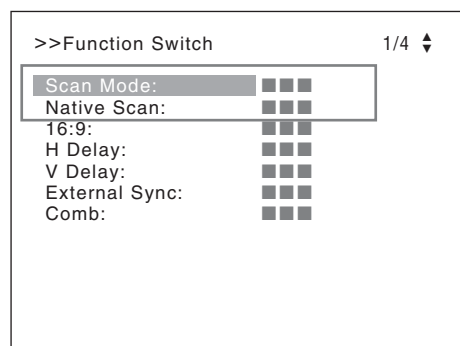 >>Function Switch 1/4
Scan Mode: ■■■
Native Scan: ■■■
16:9: ■■■
H Delay: ■■■
V Delay: ■■■
External Sync: ■■■
Comb: ■■■